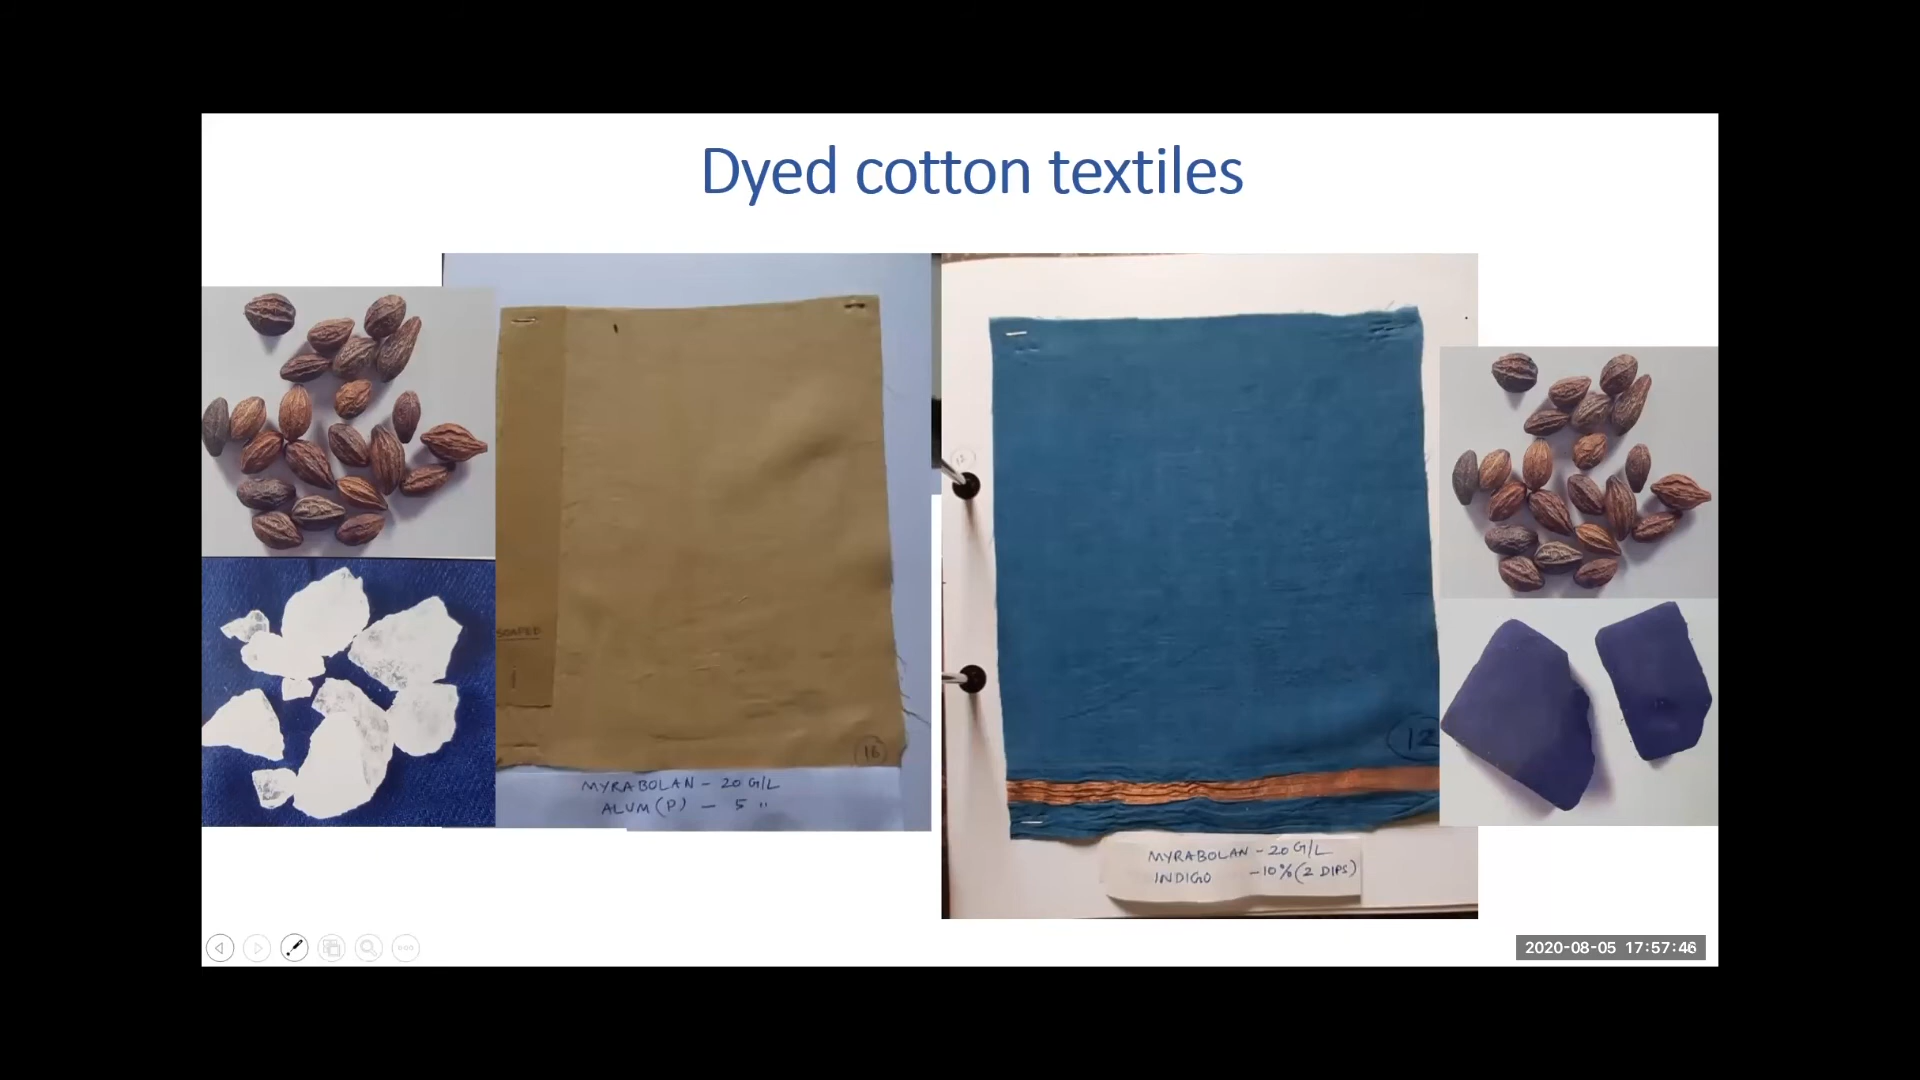 Dyed cotton textiles
SOAPED
16
MYRABOLAN - 20 G/L
ALUM (P) - 5 "
12
12
MYRABOLAN - 20 G/L
INDIGO - 10% (2 DIPS)
2020-08-05 17:57:46